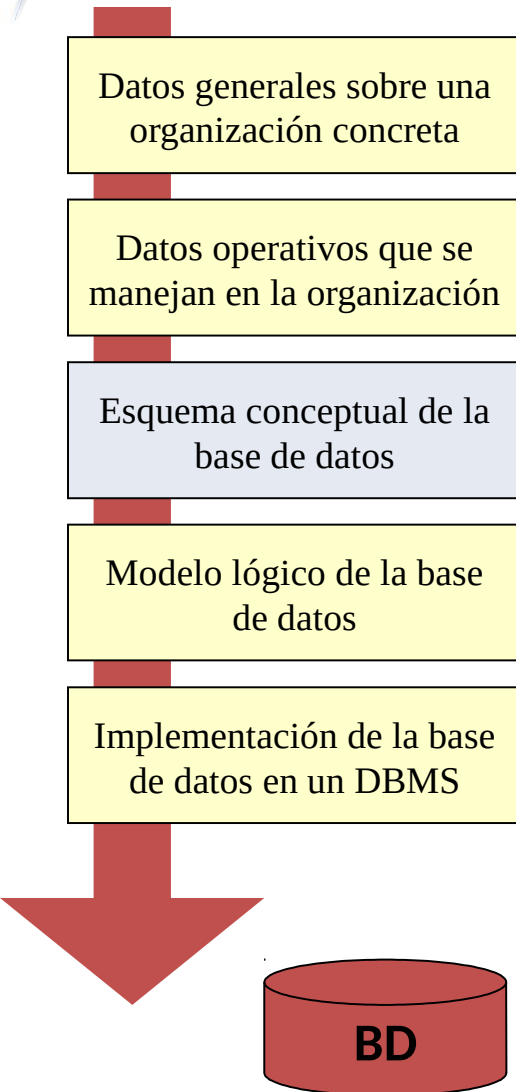 Datos generales sobre una
organización concreta
Datos operativos que se
manejan en la organización
Esquema conceptual de la
base de datos
Modelo lógico de la base
de datos
Implementación de la base
de datos en un DBMS
BD